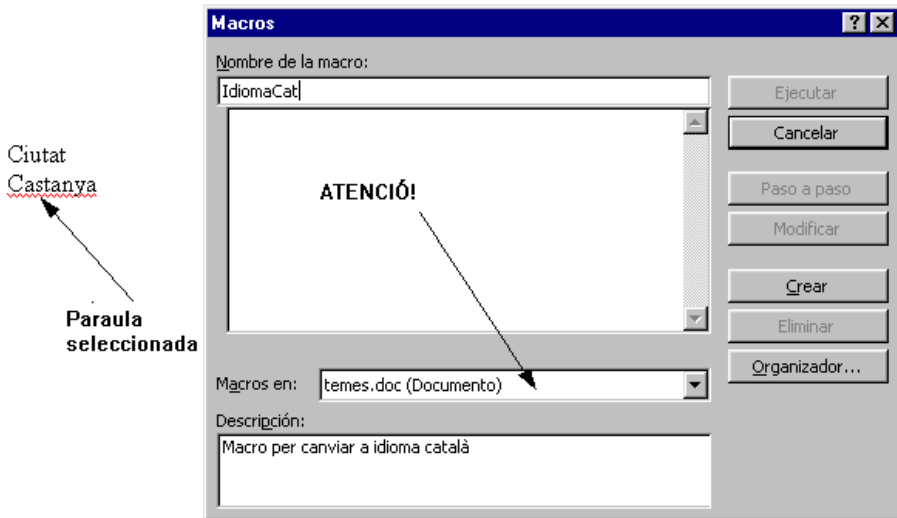 Macros
Nombre de la macro:
IdiomaCat
Ejecutar
Cancelar
Ciutat
Castanya
ATENCIÓ!
Paso a paso
Modificar
Crear
Paraula
seleccionada
Eliminar
Organizador...
Macros en:
temes.doc (Documento)
Descripción:
Macro per canviar a idioma català